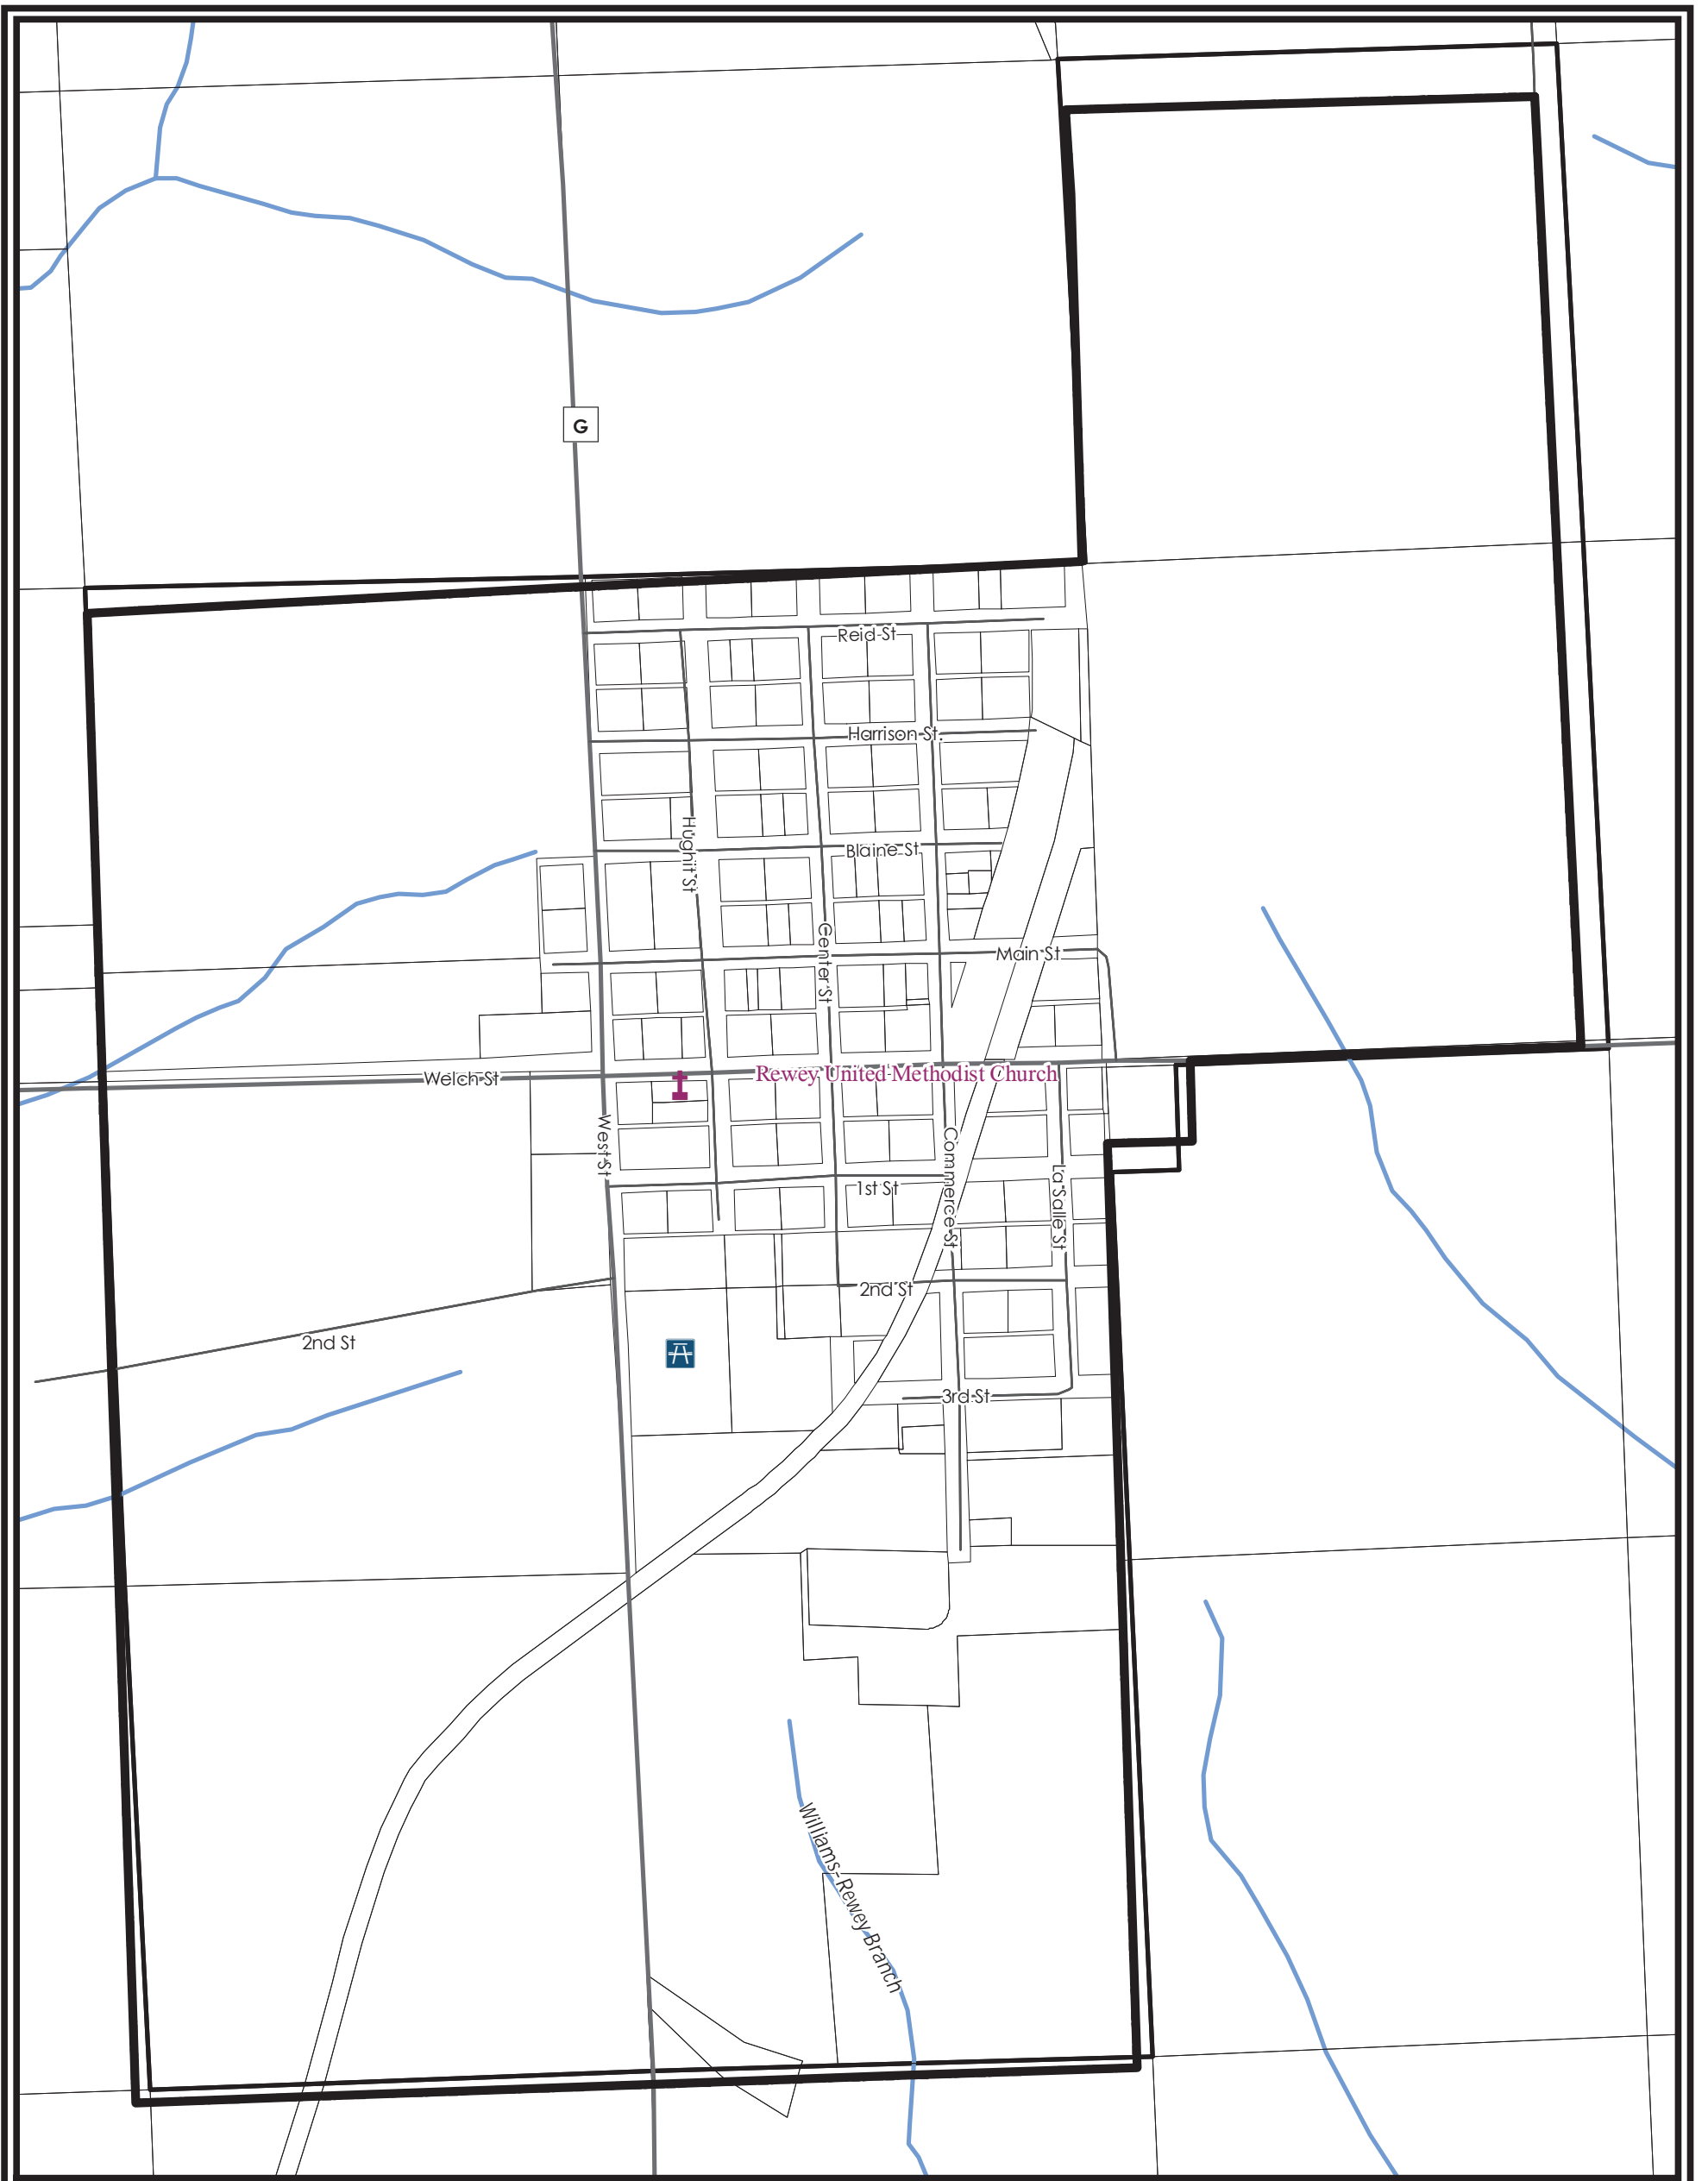 G
Reid St
Harrison St.
Hughitt St
Blaine St
Center St
Main St
Welch St
Rewey United Methodist Church
West St
Commerce St
La Salle St
1st St
2nd St
2nd St
3rd St
Williams-Rewey Branch